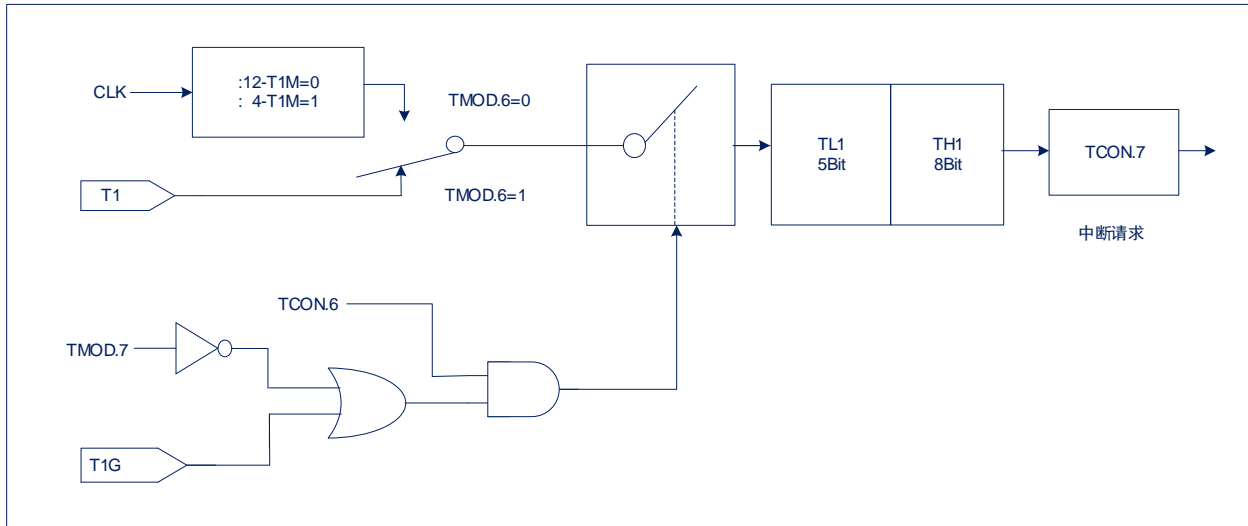 CLK
:12-T1M=0
: 4-T1M=1
TMOD.6=0
T1
TMOD.6=1
TL1
5Bit
TH1
8Bit
TCON.7
中断请求
TCON.6
TMOD.7
T1G